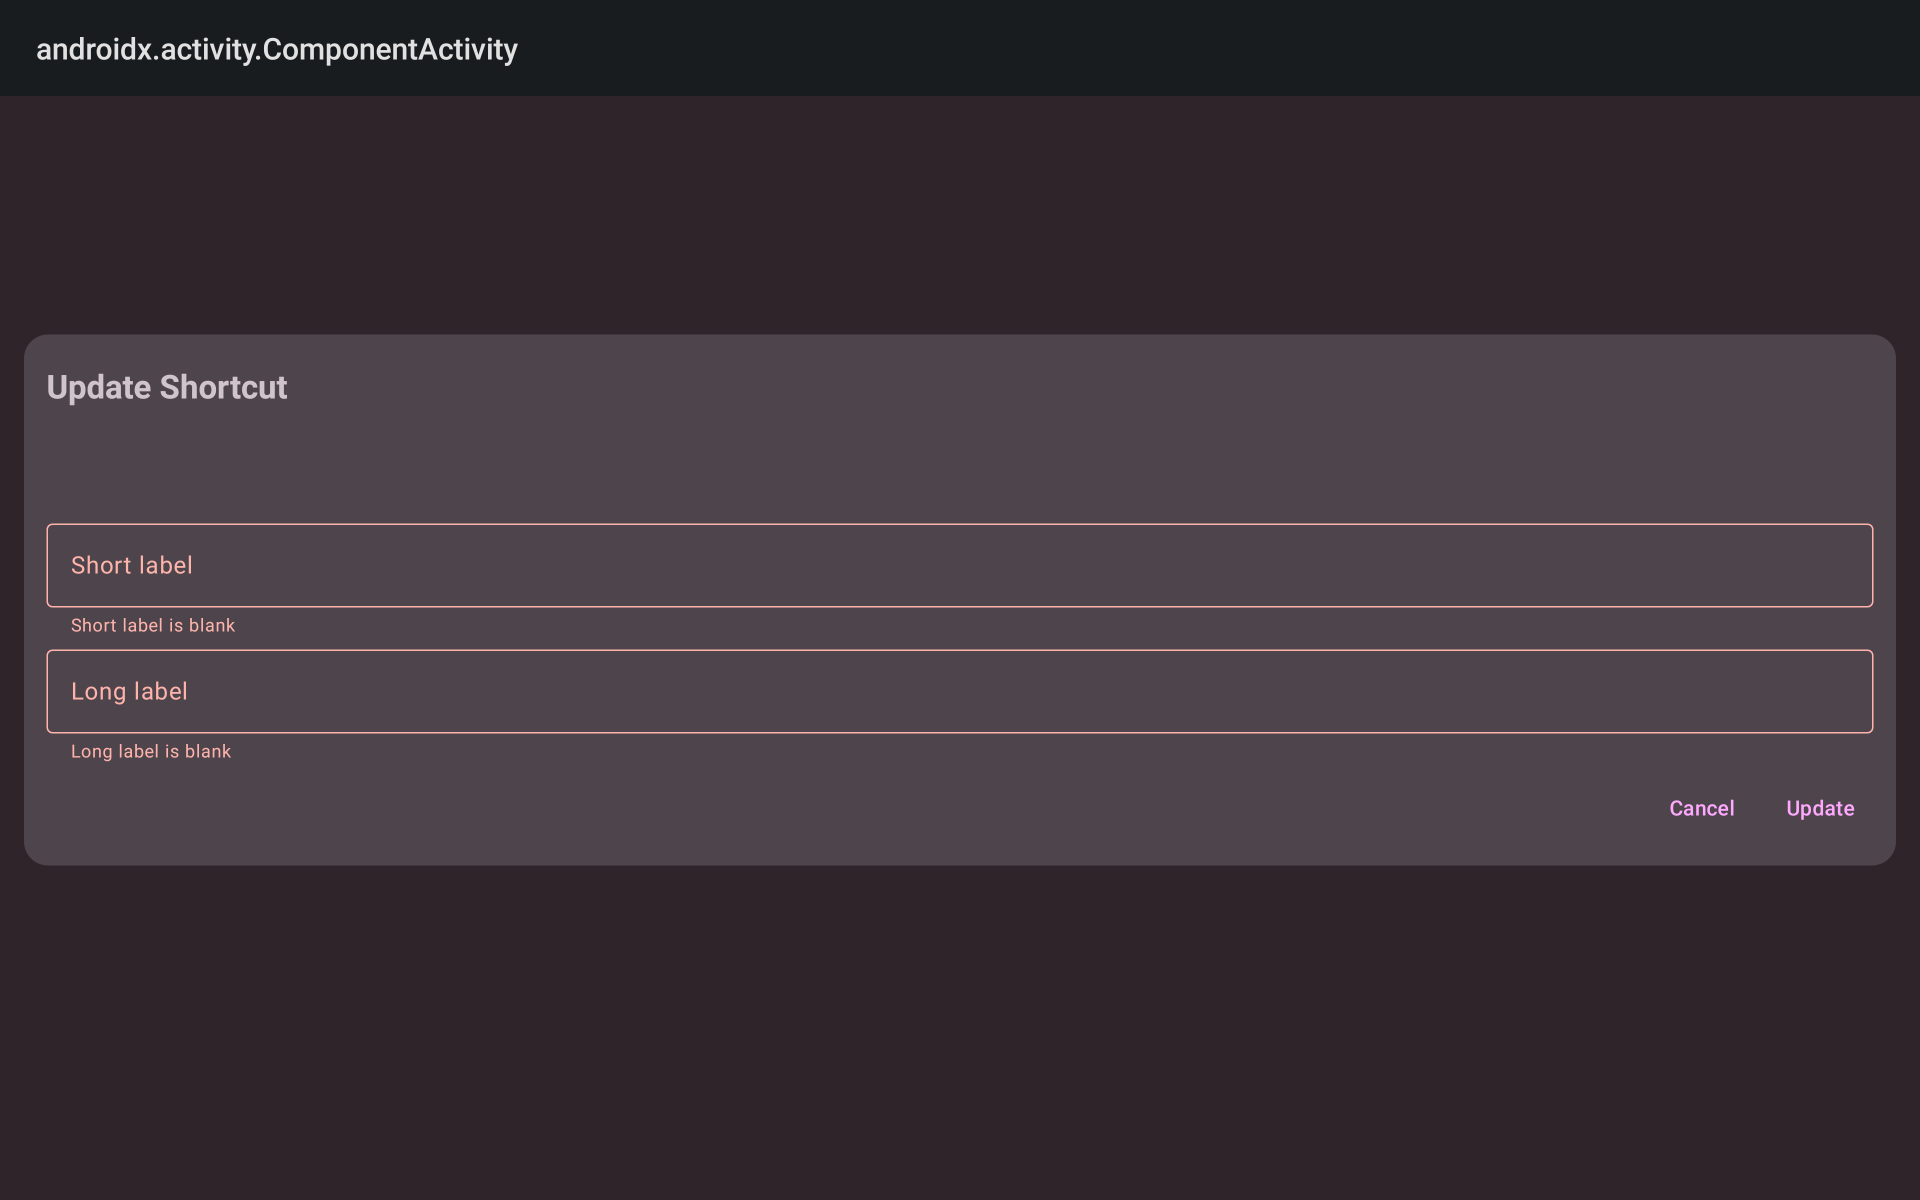 androidx.activity.ComponentActivity
Update Shortcut
Short label
Short label is blank
Long label
Long label is blank
Cancel
Update